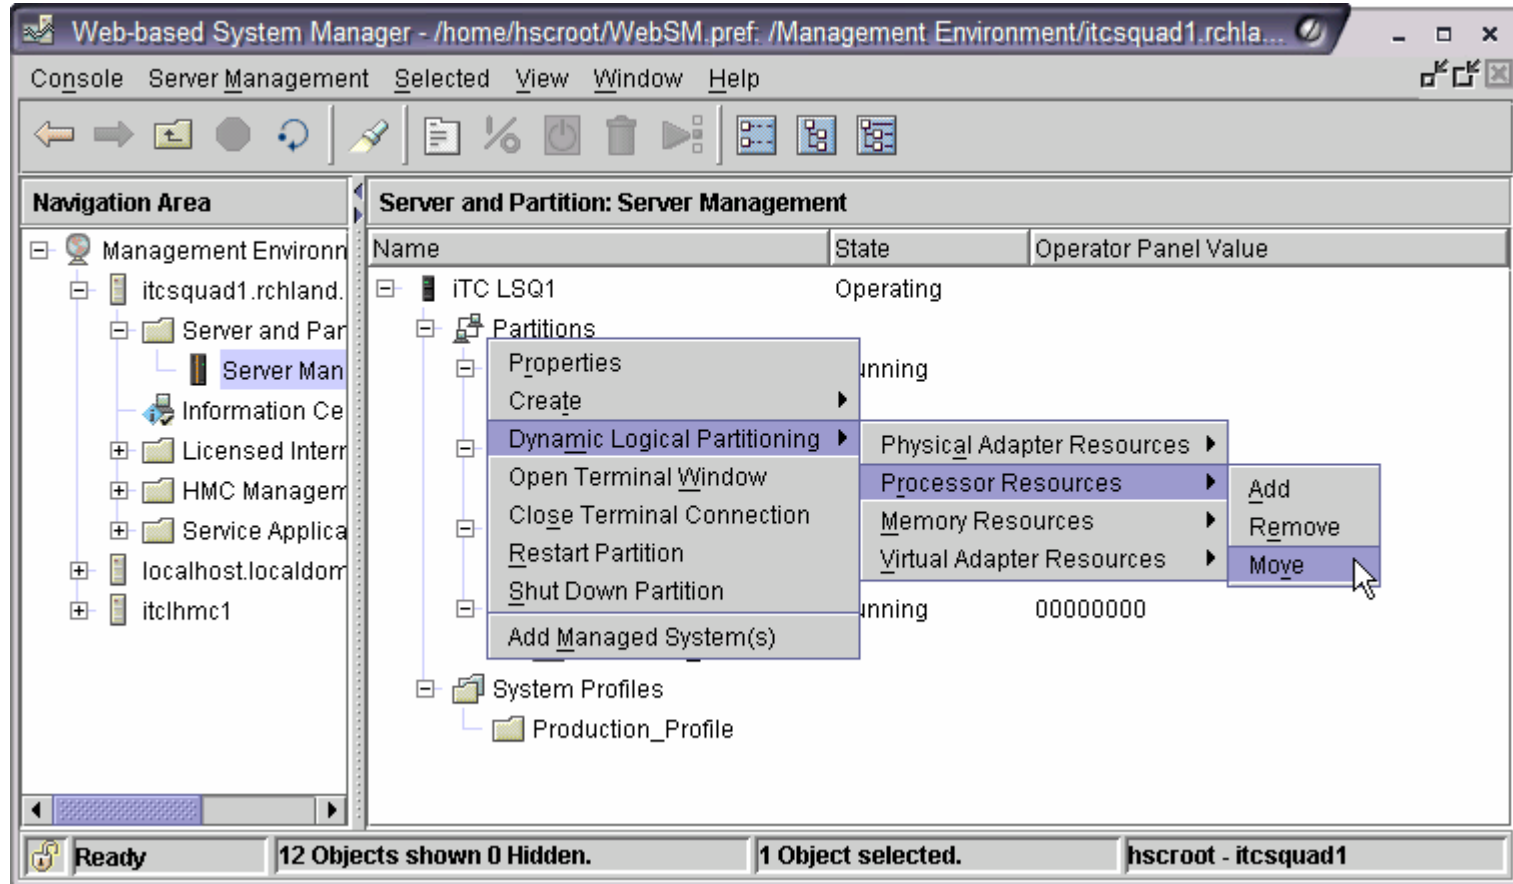 Web-based System Manager - /home/hscroot/WebSM.pref: /Management Environment/itcsquad1.rchla...
Console Server Management Selected View Window Help
Navigation Area
Server and Partition: Server Management
Management Environn
itcsquad1.rchland.
Server and Par
Server Man
Information Ce
Licensed Intern
HMC Managem
Service Applica
localhost.localdom
itclhmc1
Name State Operator Panel Value
iTC LSQ1 Operating
Partitions
unning
unning 00000000
System Profiles
Production_Profile
Properties
Create
Dynamic Logical Partitioning
Open Terminal Window
Close Terminal Connection
Restart Partition
Shut Down Partition
Add Managed System(s)
Physical Adapter Resources
Processor Resources
Memory Resources
Virtual Adapter Resources
Add
Remove
Move
Ready 12 Objects shown 0 Hidden. 1 Object selected. hscroot - itcsquad1